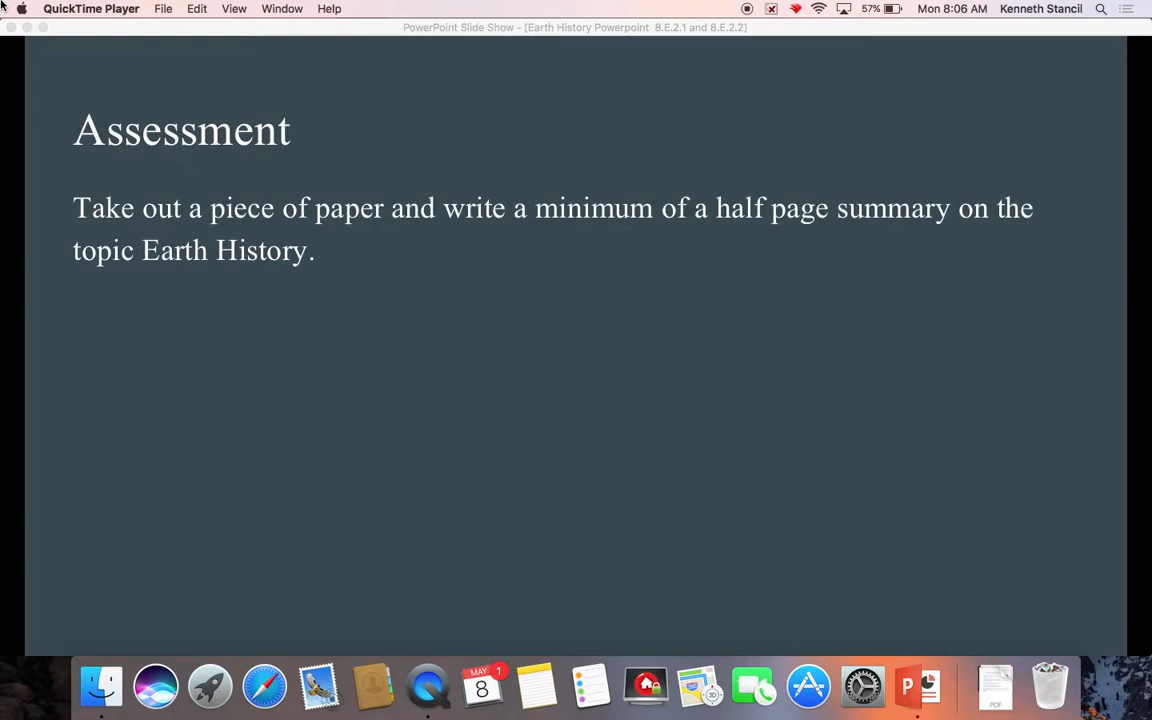 QuickTime Player File Edit View Window Help 57% Mon 8:06 AM Kenneth Stancil
PowerPoint Slide Show - [Earth History Powerpoint 8.E.2.1 and 8.E.2.2]
Assessment
Take out a piece of paper and write a minimum of a half page summary on the
topic Earth History.
MAY 1
8
3D
P
PDF